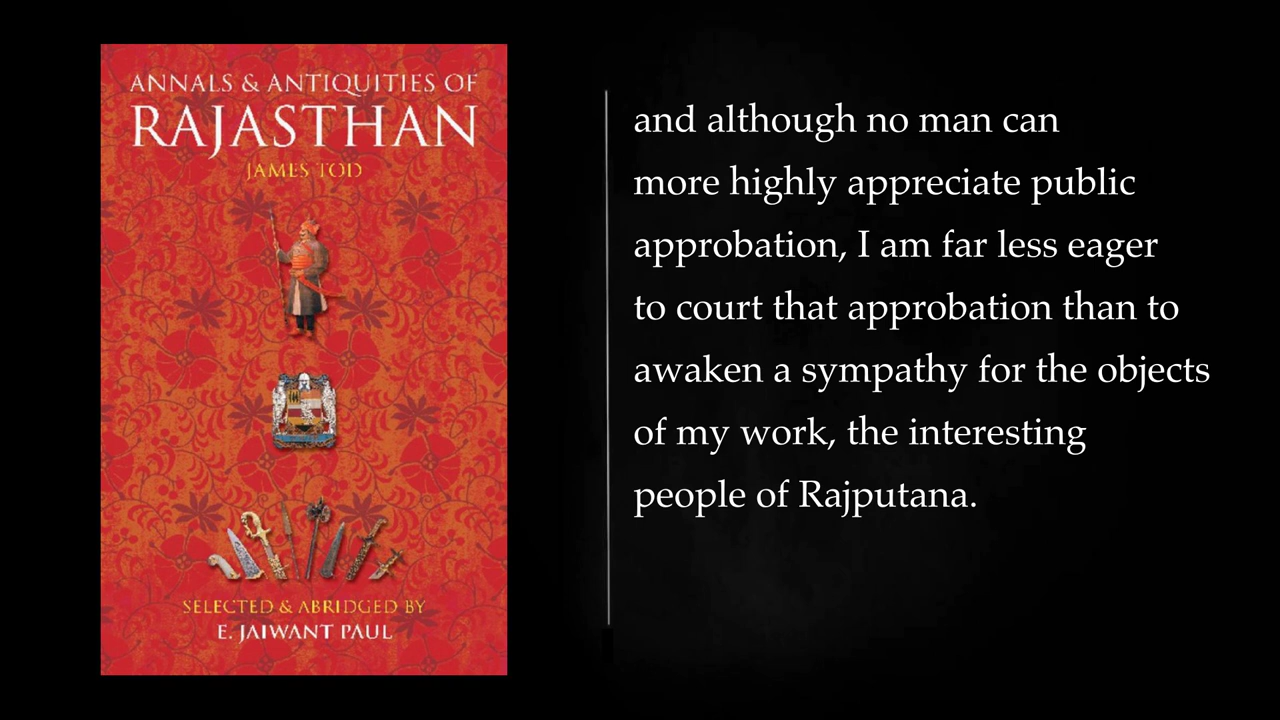 ANNALS & ANTIQUITIES OF
RAJASTHAN
JAMES TOD
SELECTED & ABRIDGED BY
E. JAIWANT PAUL
and although no man can
more highly appreciate public
approbation, I am far less eager
to court that approbation than to
awaken a sympathy for the objects
of my work, the interesting
people of Rajputana.